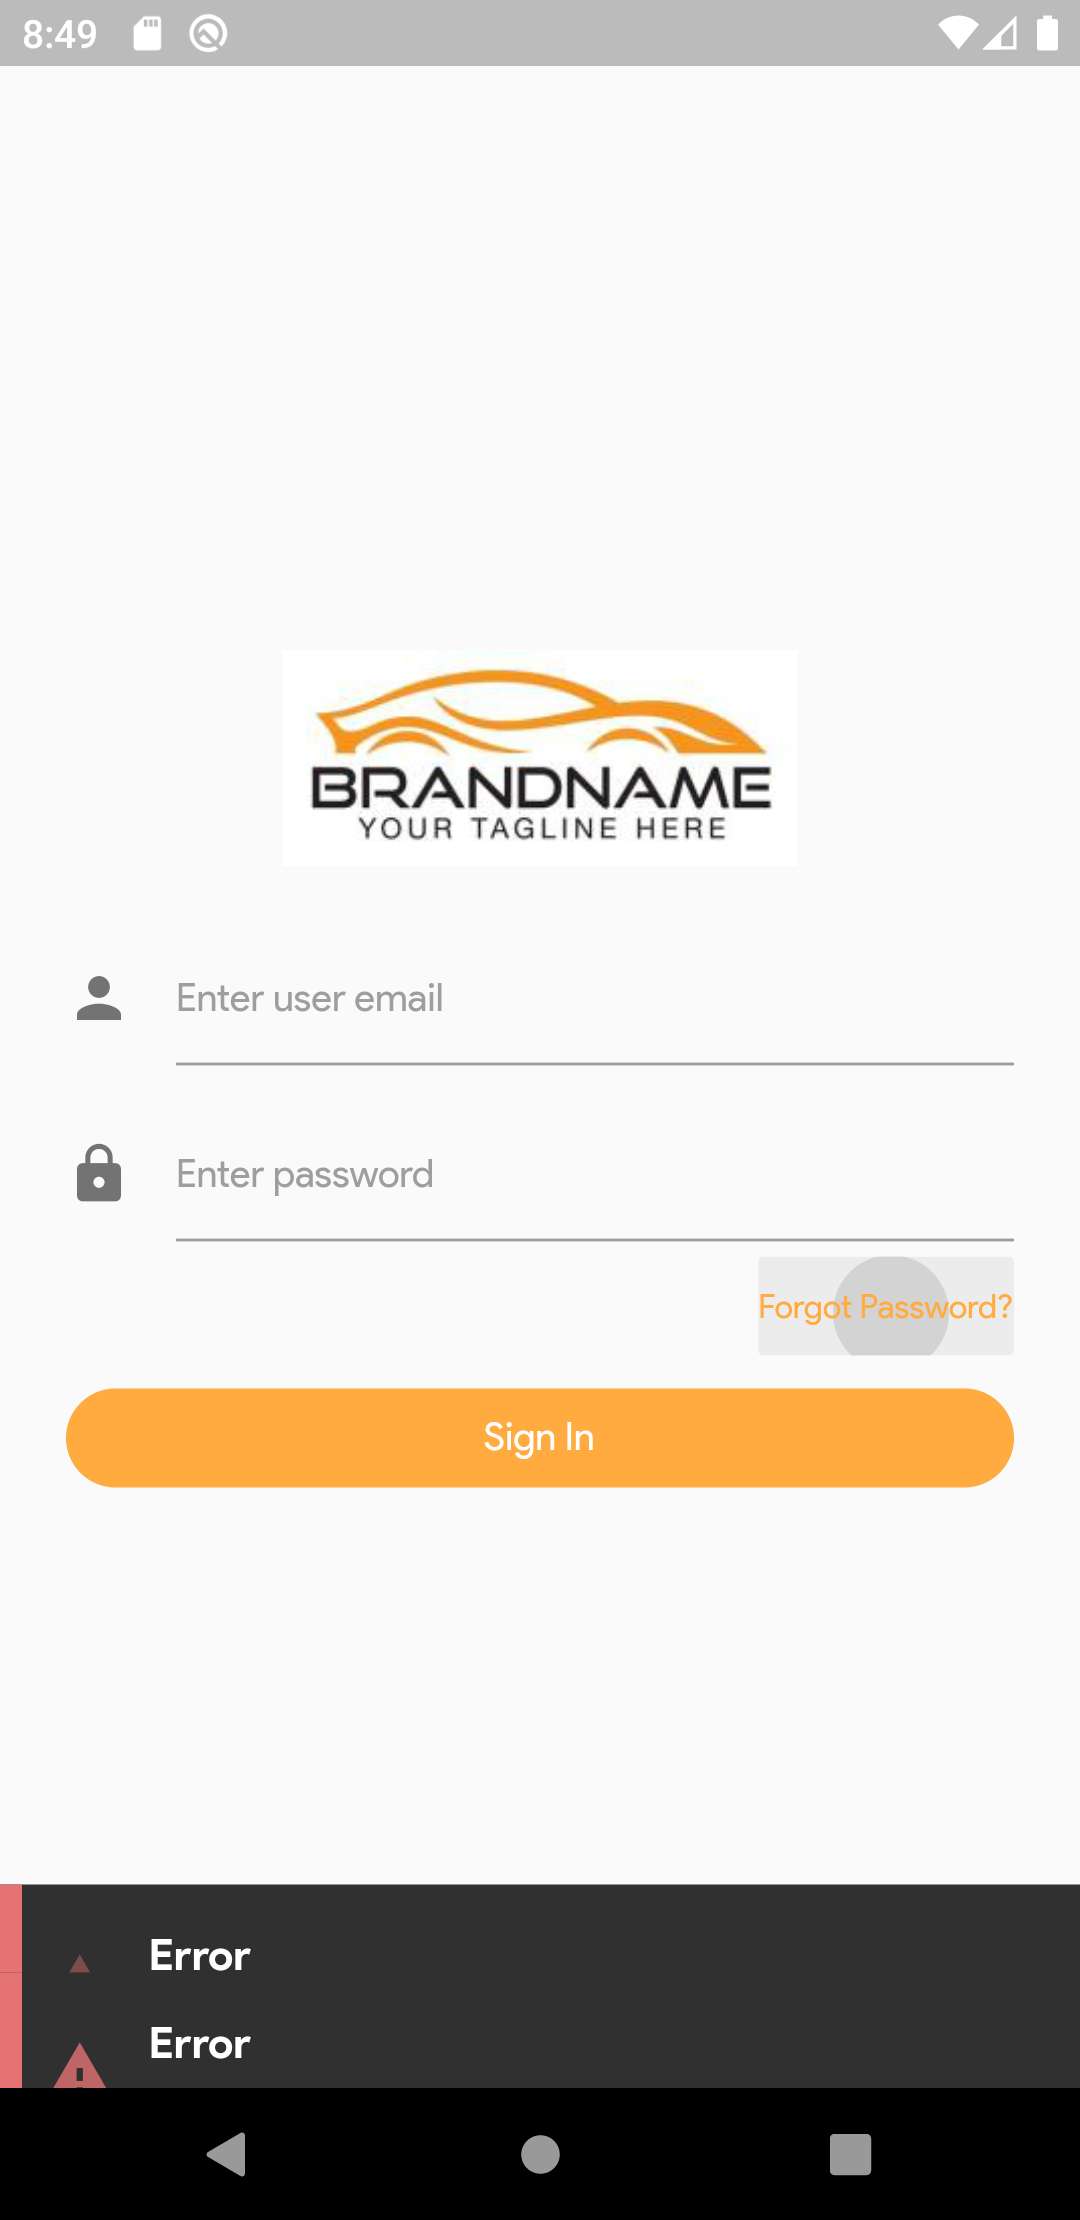 8:49
BRANDNAME
YOUR TAGLINE HERE
Enter user email
Enter password
Forgot Password?
Sign In
Error
Error